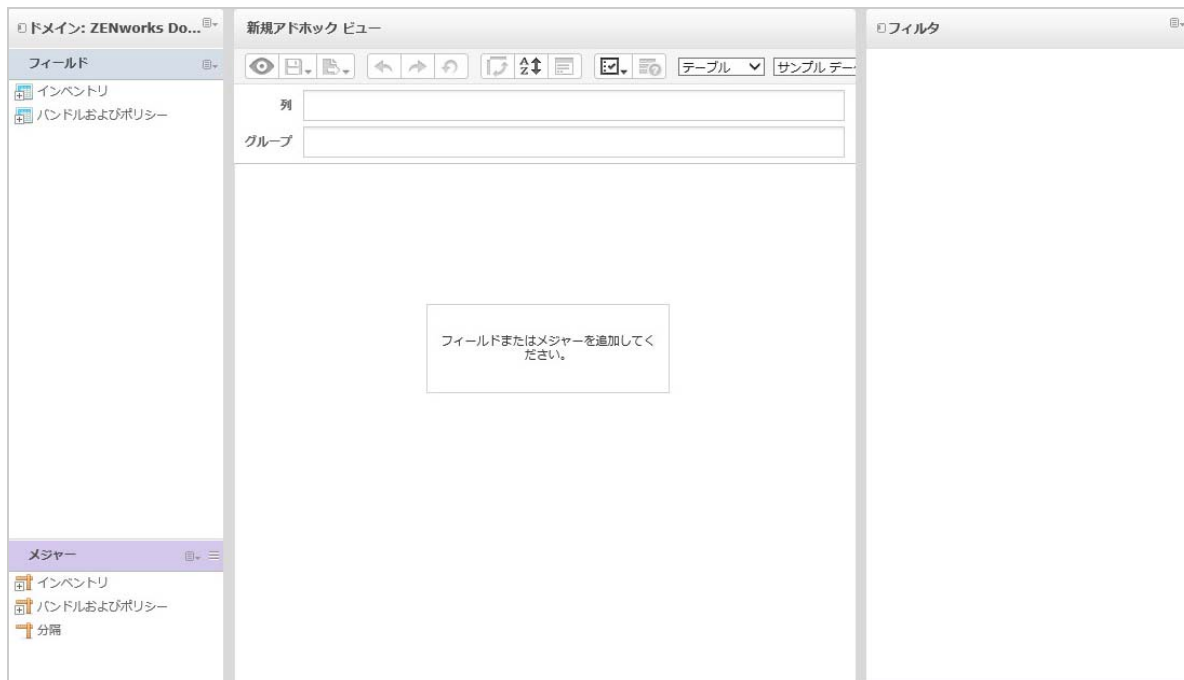 ドメイン: ZENworks Do...
フィールド
インベントリ
バンドルおよびポリシー
メジャー
インベントリ
バンドルおよびポリシー
分隔
新規アドホック ビュー
テーブル
サンプル デー
列
グループ
フィールドまたはメジャーを追加してく
ださい。
フィルタ